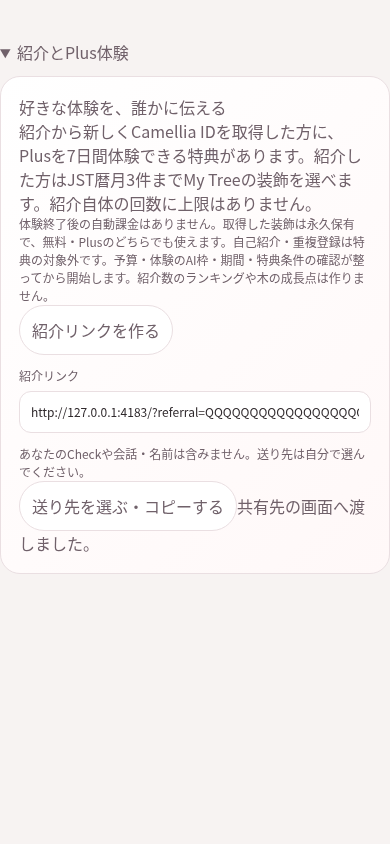 ▼ 紹介とPlus体験
好きな体験を、誰かに伝える
紹介から新しくCamellia IDを取得した方に、
Plusを7日間体験できる特典があります。紹介し
た方はJST暦月3件までMy Treeの装飾を選べま
す。紹介自体の回数に上限はありません。
体験終了後の自動課金はありません。取得した装飾は永久保有
で、無料・Plusのどちらでも使えます。自己紹介・重複登録は特
典の対象外です。予算・体験のAI枠・期間・特典条件の確認が整
ってから開始します。紹介数のランキングや木の成長点は作りま
せん。
紹介リンクを作る
紹介リンク
http://127.0.0.1:4183/?referral=QQQQQQQQQQQQQQQQQ
あなたのCheckや会話・名前は含みません。送り先は自分で選ん
でください。
送り先を選ぶ・コピーする 共有先の画面へ渡
しました。